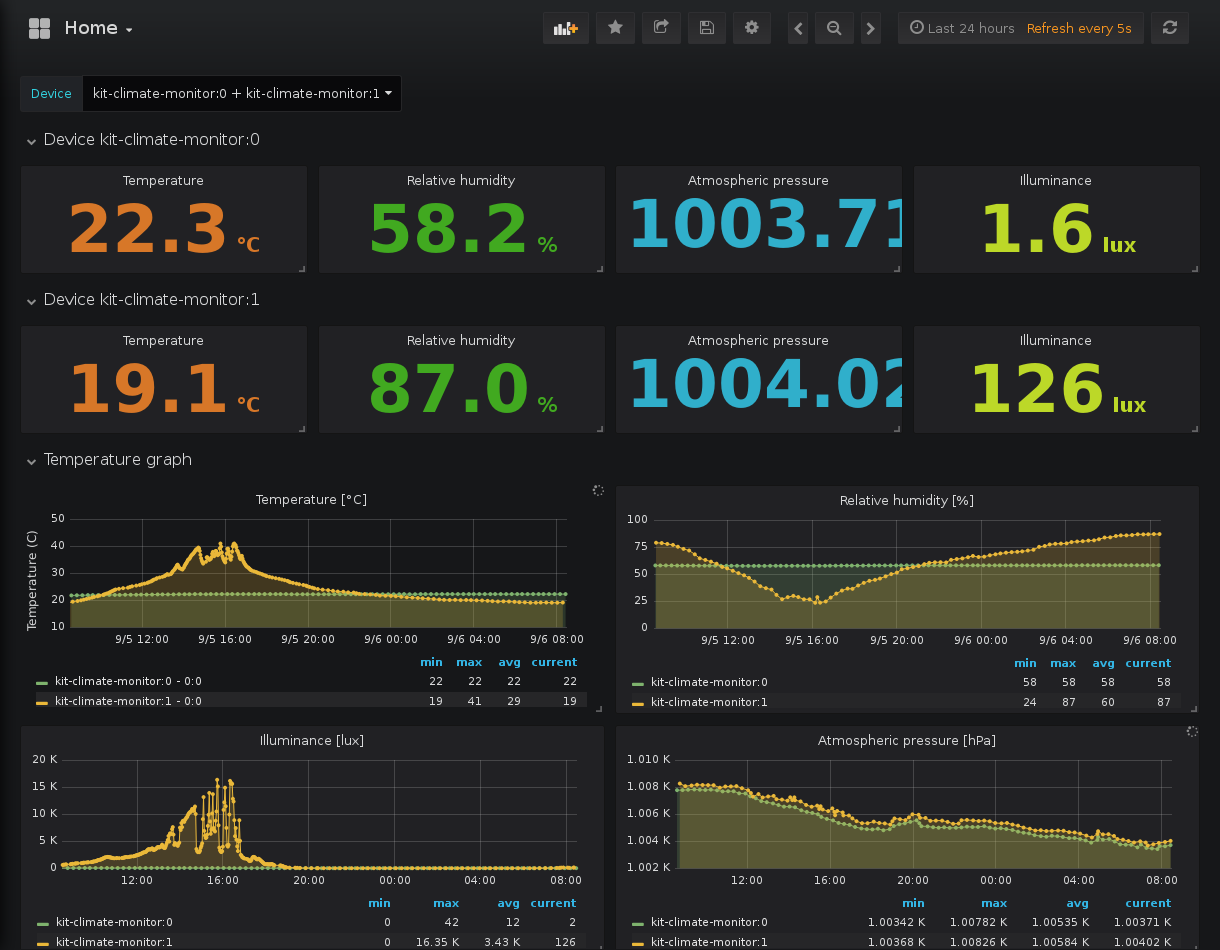 Home
Last 24 hours Refresh every 5s
Device kit-climate-monitor:0 + kit-climate-monitor:1
Device kit-climate-monitor:0
Temperature Relative humidity Atmospheric pressure Illuminance
22.3 °C 58.2 % 1003.71 1.6 lux
Device kit-climate-monitor:1
Temperature Relative humidity Atmospheric pressure Illuminance
19.1 °C 87.0 % 1004.02 126 lux
Temperature graph
Temperature [°C]
Temperature (C)
50
40
30
20
10
9/5 12:00 9/5 16:00 9/5 20:00 9/6 00:00 9/6 04:00 9/6 08:00
min max avg current
kit-climate-monitor:0 - 0:0 22 22 22 22
kit-climate-monitor:1 - 0:0 19 41 29 19
Relative humidity [%]
100
75
50
25
0
9/5 12:00 9/5 16:00 9/5 20:00 9/6 00:00 9/6 04:00 9/6 08:00
min max avg current
kit-climate-monitor:0 58 58 58 58
kit-climate-monitor:1 24 87 60 87
Illuminance [lux]
20 K
15 K
10 K
5 K
0
12:00 16:00 20:00 00:00 04:00 08:00
min max avg current
kit-climate-monitor:0 0 42 12 2
kit-climate-monitor:1 0 16.35 K 3.43 K 126
Atmospheric pressure [hPa]
1.010 K
1.008 K
1.006 K
1.004 K
1.002 K
12:00 16:00 20:00 00:00 04:00 08:00
min max avg current
kit-climate-monitor:0 1.00342 K 1.00782 K 1.00535 K 1.00371 K
kit-climate-monitor:1 1.00368 K 1.00826 K 1.00584 K 1.00402 K